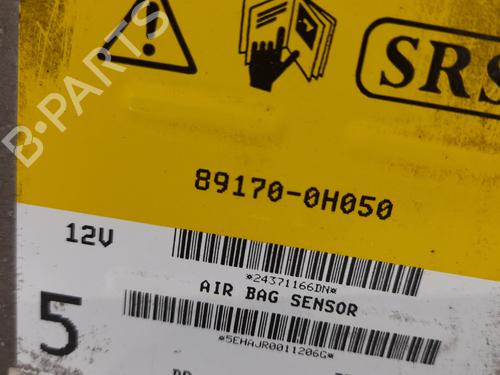 B-PARTS
SRS
89170-0H050
12V
*24371166DN*
AIR BAG SENSOR
5
*5EHAJR0011206G*